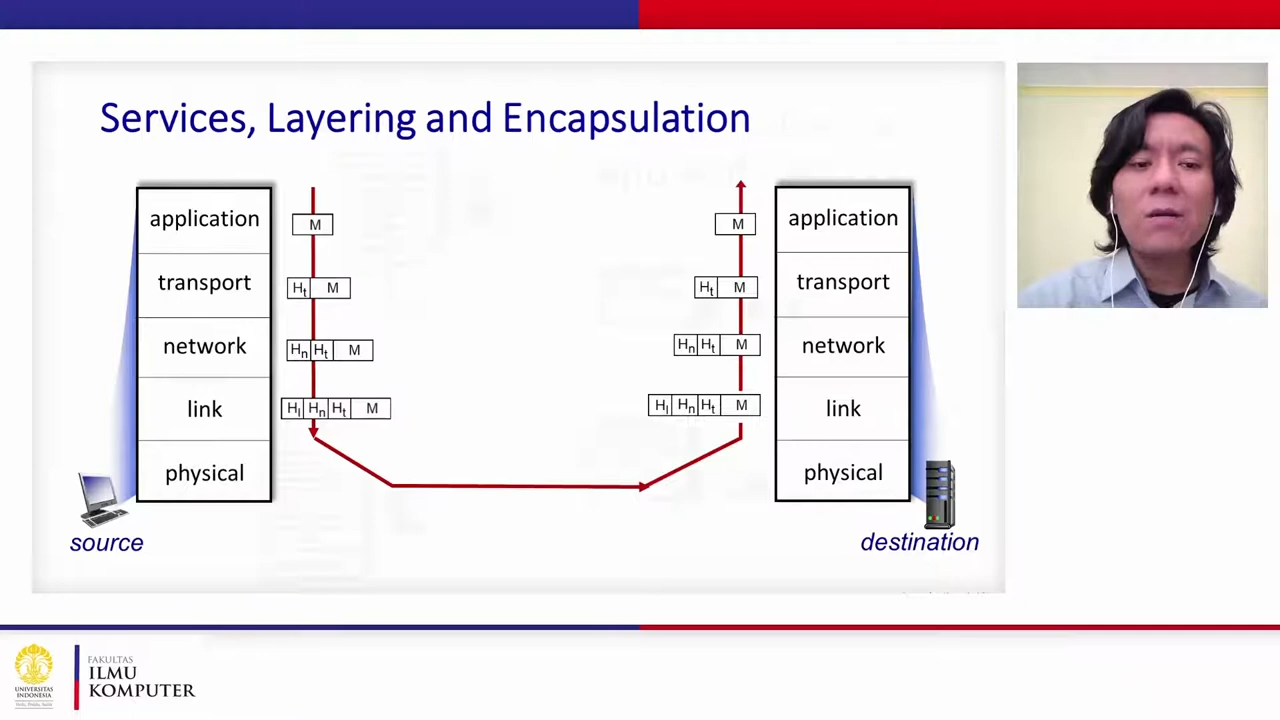 Services, Layering and Encapsulation
application
M
M
application
transport
Ht M
Ht M
transport
network
Hn Ht M
Hn Ht M
network
link
Hl Hn Ht M
Hl Hn Ht M
link
physical
physical
source
destination
UNIVERSITAS
INDONESIA
FAKULTAS
ILMU
KOMPUTER